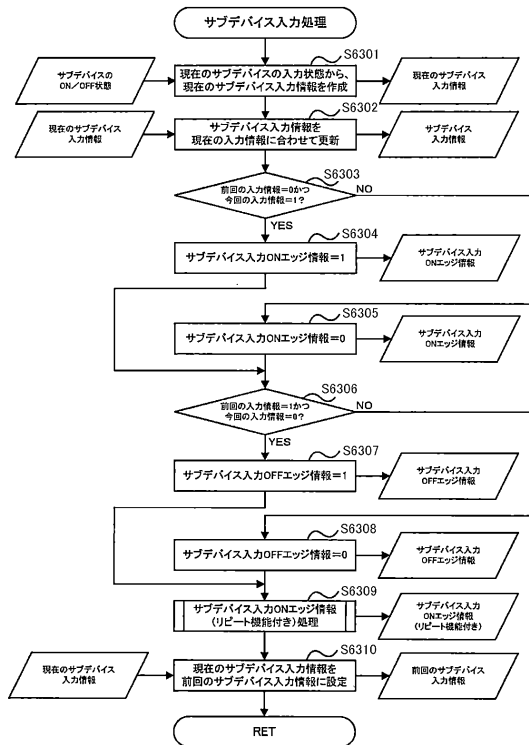 サブデバイス入力処理
S6301
サブデバイスの
ON/OFF状態
現在のサブデバイスの入力状態から、
現在のサブデバイス入力情報を作成
現在のサブデバイス
入力情報
S6302
現在のサブデバイス
入力情報
サブデバイス入力情報を
現在の入力情報に合わせて更新
サブデバイス
入力情報
S6303
前回の入力情報=0かつ
今回の入力情報=1?
NO
YES
S6304
サブデバイス入力ONエッジ情報=1
サブデバイス入力
ONエッジ情報
S6305
サブデバイス入力ONエッジ情報=0
サブデバイス入力
ONエッジ情報
S6306
前回の入力情報=1かつ
今回の入力情報=0?
NO
YES
S6307
サブデバイス入力OFFエッジ情報=1
サブデバイス入力
OFFエッジ情報
S6308
サブデバイス入力OFFエッジ情報=0
サブデバイス入力
OFFエッジ情報
S6309
サブデバイス入力ONエッジ情報
(リピート機能付き)処理
サブデバイス入力
ONエッジ情報
(リピート機能付き)
S6310
現在のサブデバイス
入力情報
現在のサブデバイス入力情報を
前回のサブデバイス入力情報に設定
前回のサブデバイス
入力情報
RET